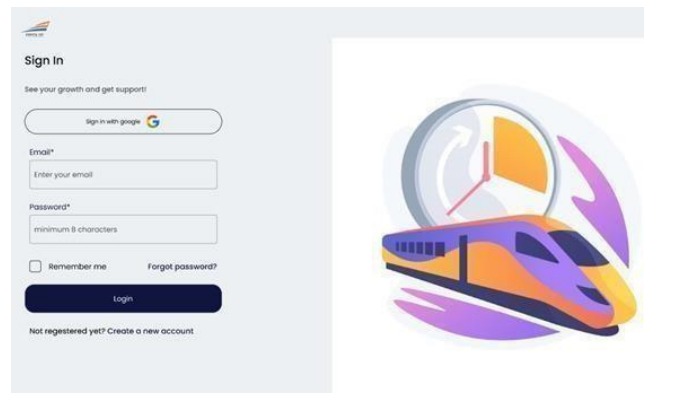 Sign In
See your growth and get support!
Sign in with google
Email*
Enter your email
Password*
minimum 8 characters
Remember me Forgot password?
Login
Not regestered yet? Create a new account